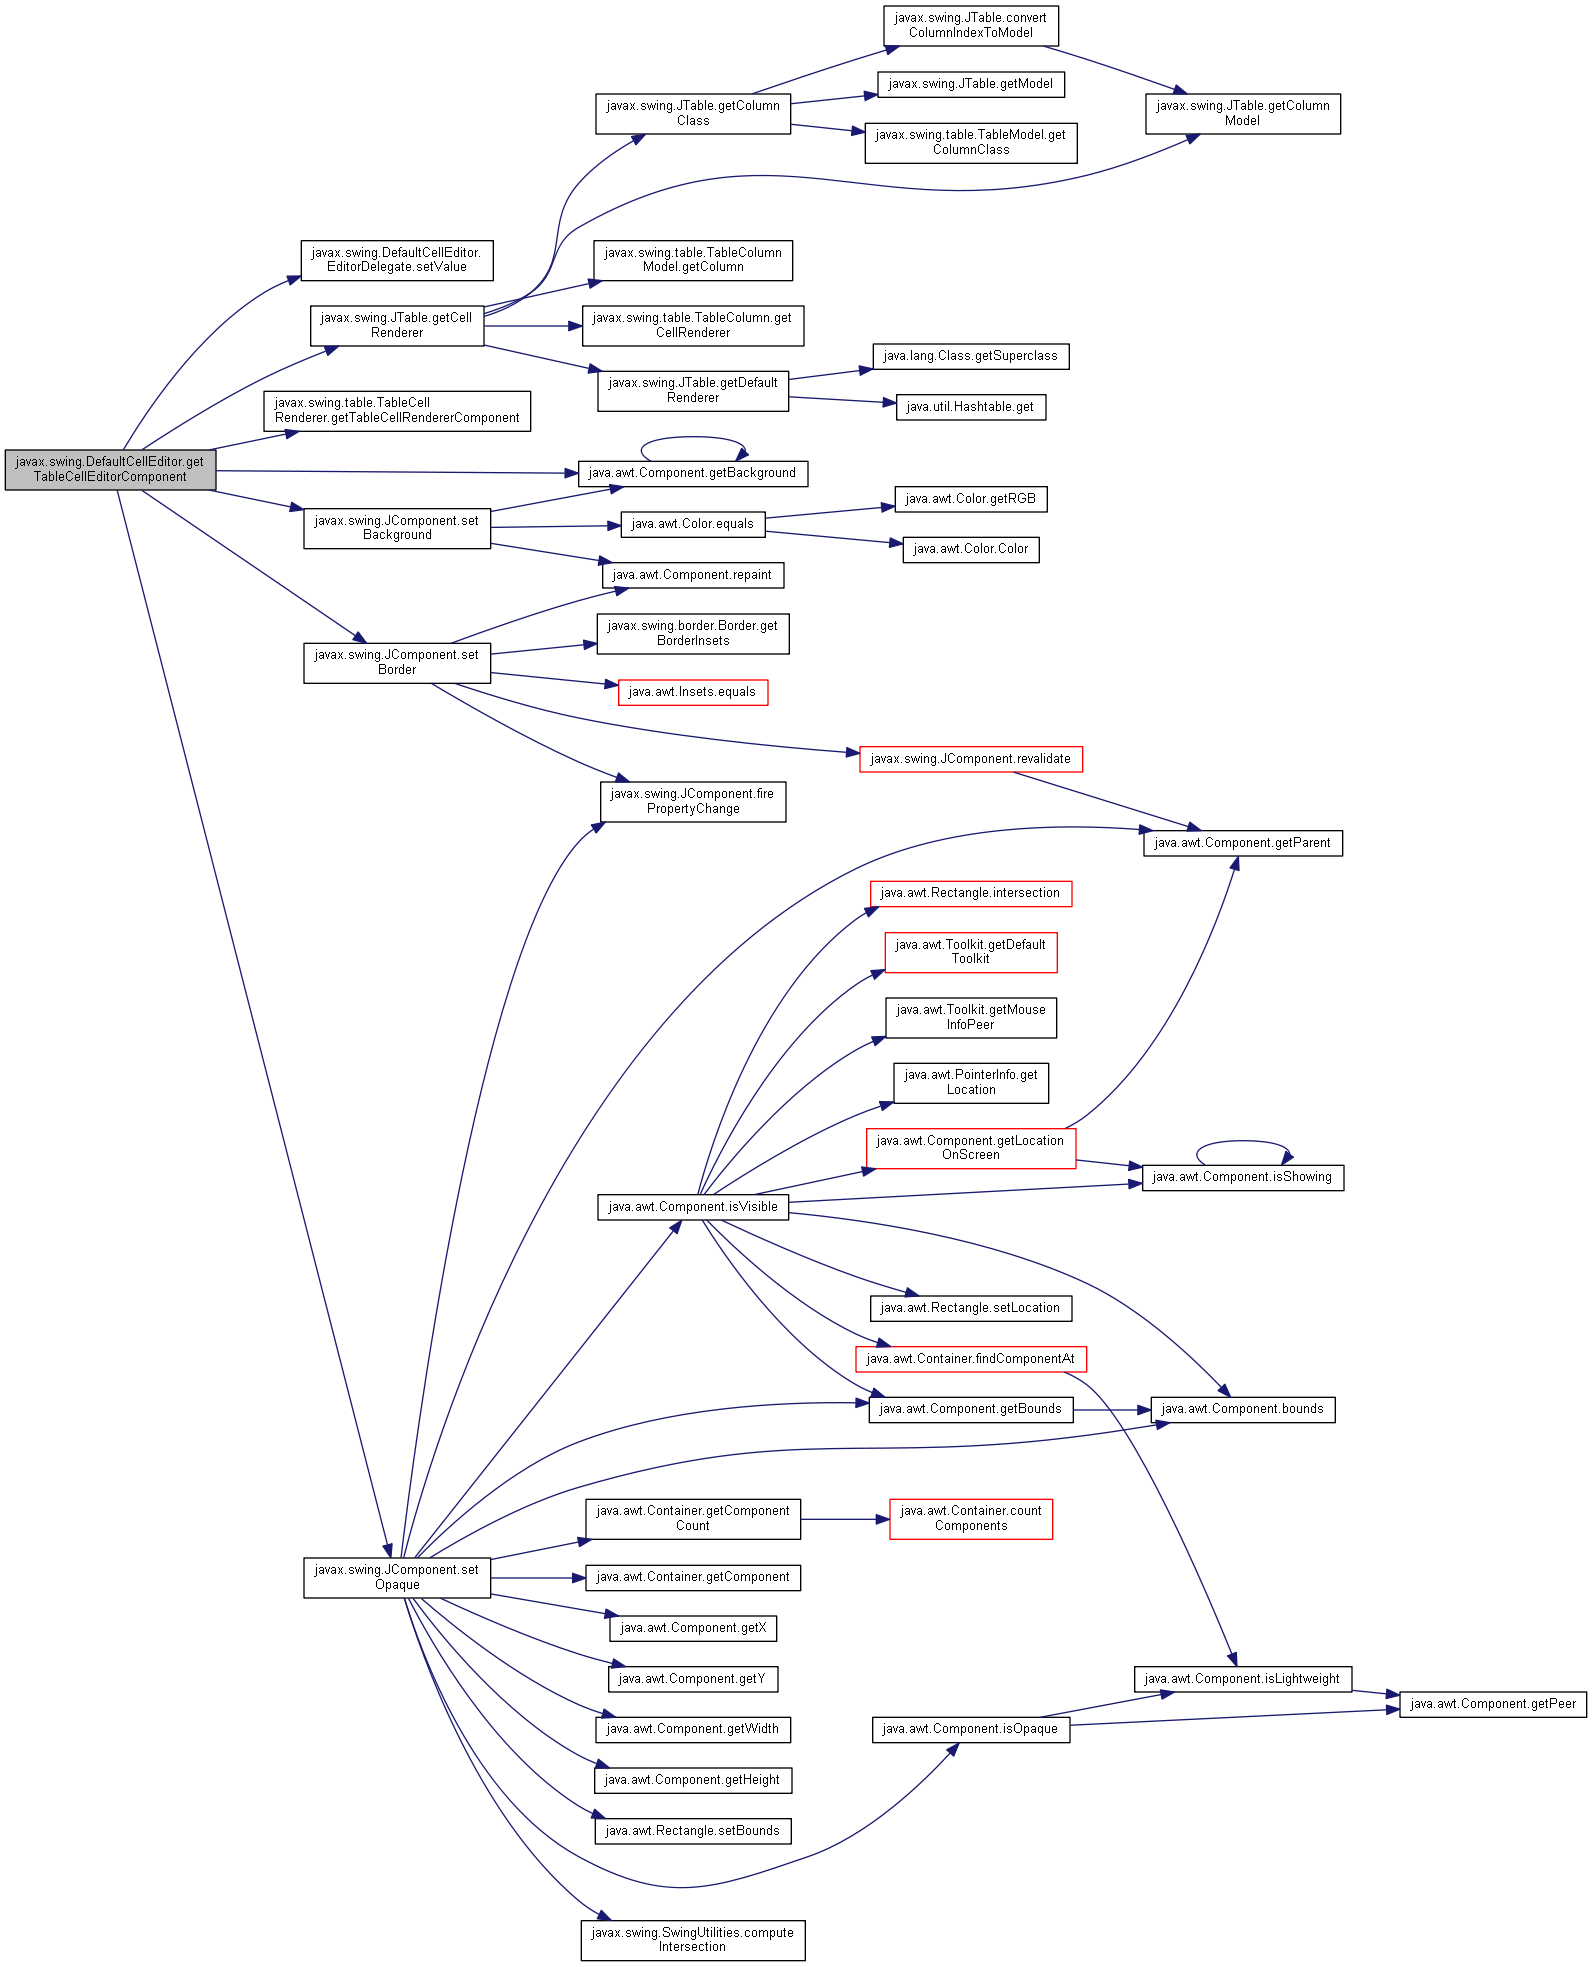 javax.swing.JTable.convert
ColumnIndexToModel
javax.swing.JTable.getModel
javax.swing.JTable.getColumn
Class
javax.swing.JTable.getColumn
Model
javax.swing.table.TableModel.get
ColumnClass
javax.swing.DefaultCellEditor.
EditorDelegate.setValue
javax.swing.table.TableColumn
Model.getColumn
javax.swing.JTable.getCell
Renderer
javax.swing.table.TableColumn.get
CellRenderer
java.lang.Class.getSuperclass
javax.swing.JTable.getDefault
Renderer
java.util.Hashtable.get
javax.swing.table.TableCell
Renderer.getTableCellRendererComponent
javax.swing.DefaultCellEditor.get
TableCellEditorComponent
java.awt.Component.getBackground
java.awt.Color.getRGB
javax.swing.JComponent.set
Background
java.awt.Color.equals
java.awt.Color.Color
java.awt.Component.repaint
javax.swing.border.Border.get
BorderInsets
javax.swing.JComponent.set
Border
java.awt.Insets.equals
javax.swing.JComponent.revalidate
javax.swing.JComponent.fire
PropertyChange
java.awt.Component.getParent
java.awt.Rectangle.intersection
java.awt.Toolkit.getDefault
Toolkit
java.awt.Toolkit.getMouse
InfoPeer
java.awt.PointerInfo.get
Location
java.awt.Component.getLocation
OnScreen
java.awt.Component.isShowing
java.awt.Component.isVisible
java.awt.Rectangle.setLocation
java.awt.Container.findComponentAt
java.awt.Component.getBounds
java.awt.Component.bounds
java.awt.Container.getComponent
Count
java.awt.Container.count
Components
javax.swing.JComponent.set
Opaque
java.awt.Container.getComponent
java.awt.Component.getX
java.awt.Component.getY
java.awt.Component.isLightweight
java.awt.Component.getPeer
java.awt.Component.getWidth
java.awt.Component.isOpaque
java.awt.Component.getHeight
java.awt.Rectangle.setBounds
javax.swing.SwingUtilities.compute
Intersection